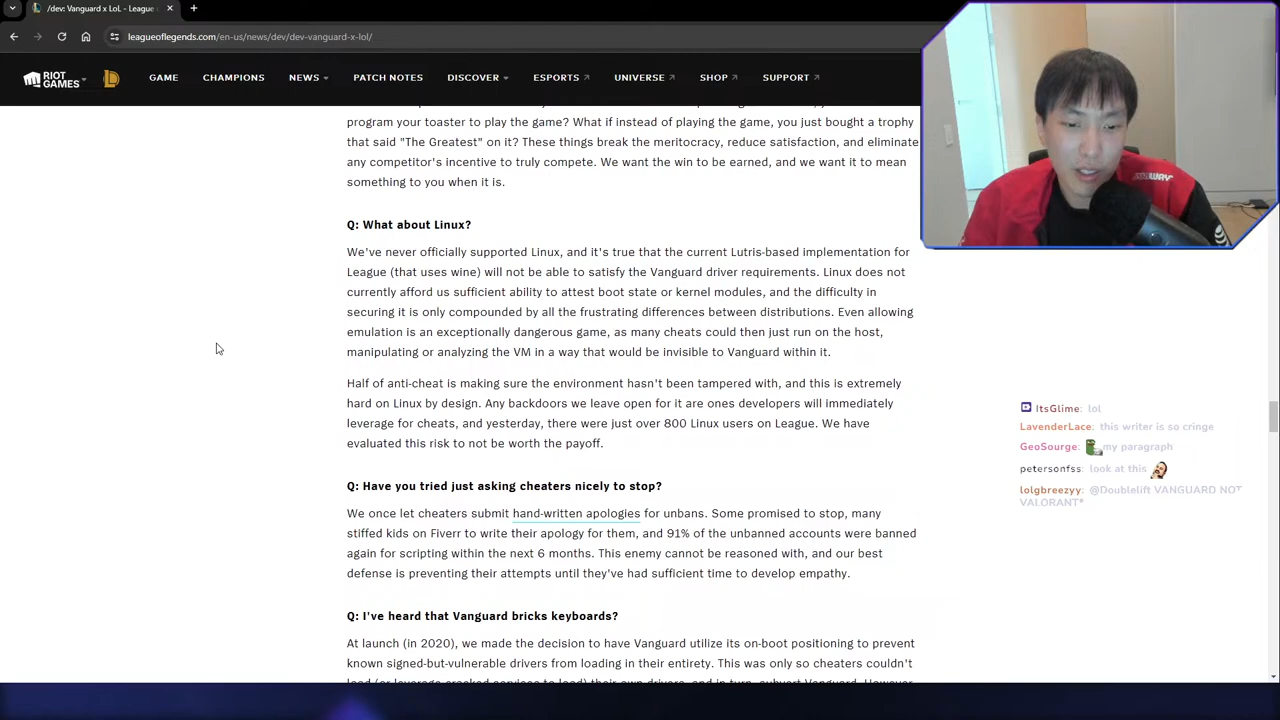 /dev: Vanguard x LoL - League o
leagueoflegends.com/en-us/news/dev/dev-vanguard-x-lol/
RIOT GAMES
GAME
CHAMPIONS
NEWS
PATCH NOTES
DISCOVER
ESPORTS
UNIVERSE
SHOP
SUPPORT
program your toaster to play the game? What if instead of playing the game, you just bought a trophy
that said "The Greatest" on it? These things break the meritocracy, reduce satisfaction, and eliminate
any competitor's incentive to truly compete. We want the win to be earned, and we want it to mean
something to you when it is.
Q: What about Linux?
We've never officially supported Linux, and it's true that the current Lutris-based implementation for
League (that uses wine) will not be able to satisfy the Vanguard driver requirements. Linux does not
currently afford us sufficient ability to attest boot state or kernel modules, and the difficulty in
securing it is only compounded by all the frustrating differences between distributions. Even allowing
emulation is an exceptionally dangerous game, as many cheats could then just run on the host,
manipulating or analyzing the VM in a way that would be invisible to Vanguard within it.
Half of anti-cheat is making sure the environment hasn't been tampered with, and this is extremely
hard on Linux by design. Any backdoors we leave open for it are ones developers will immediately
leverage for cheats, and yesterday, there were just over 800 Linux users on League. We have
evaluated this risk to not be worth the payoff.
Q: Have you tried just asking cheaters nicely to stop?
We once let cheaters submit hand-written apologies for unbans. Some promised to stop, many
stiffed kids on Fiverr to write their apology for them, and 91% of the unbanned accounts were banned
again for scripting within the next 6 months. This enemy cannot be reasoned with, and our best
defense is preventing their attempts until they've had sufficient time to develop empathy.
Q: I've heard that Vanguard bricks keyboards?
At launch (in 2020), we made the decision to have Vanguard utilize its on-boot positioning to prevent
known signed-but-vulnerable drivers from loading in their entirety. This was only so cheaters couldn't
load (or leverage cracked services to load) their own drivers, and in turn, subvert Vanguard. However,
ItsGlime: lol
LavenderLace: this writer is so cringe
GeoSourge: my paragraph
petersonfss: look at this
lolgbreezyy: @Doublelift VANGUARD NOT
VALORANT*